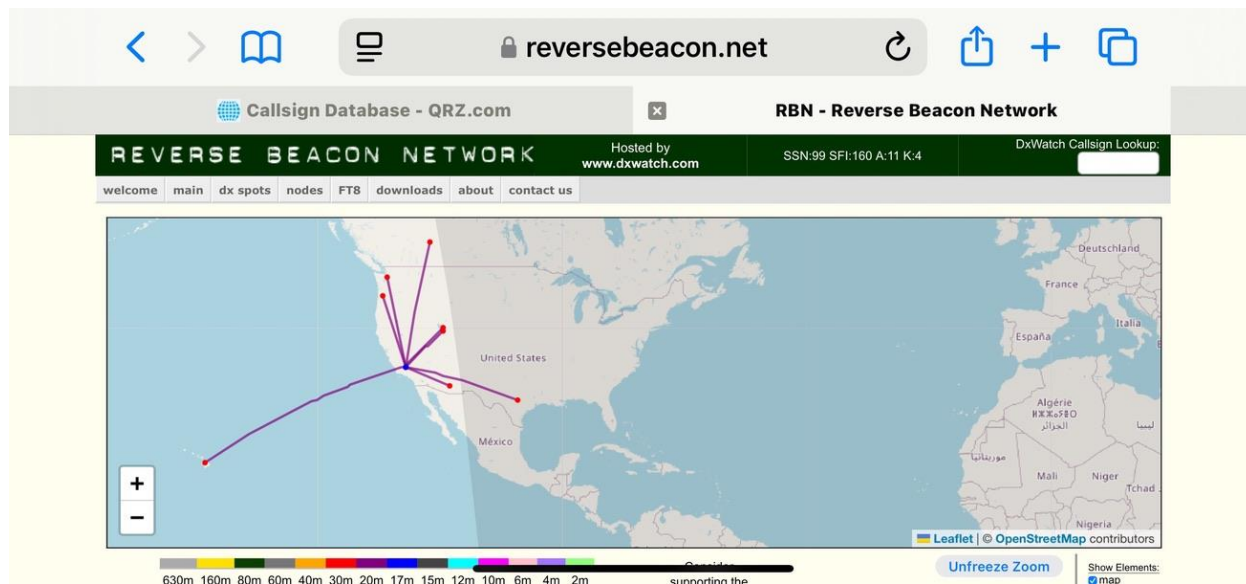 reversebeacon.net
Callsign Database - QRZ.com
RBN - Reverse Beacon Network
REVERSE BEACON NETWORK
Hosted by
www.dxwatch.com
SSN:99 SFI:160 A:11 K:4
DxWatch Callsign Lookup:
welcome main dx spots nodes FT8 downloads about contact us
Deutschland
France
Italia
España
United States
Algérie
الجزائر
ليبيا
México
موريتانيا
Mali Niger
Tchad
Nigeria
+
−
Leaflet | © OpenStreetMap contributors
630m 160m 80m 60m 40m 30m 20m 17m 15m 12m 10m 6m 4m 2m
supporting the
Unfreeze Zoom
Show Elements:
map